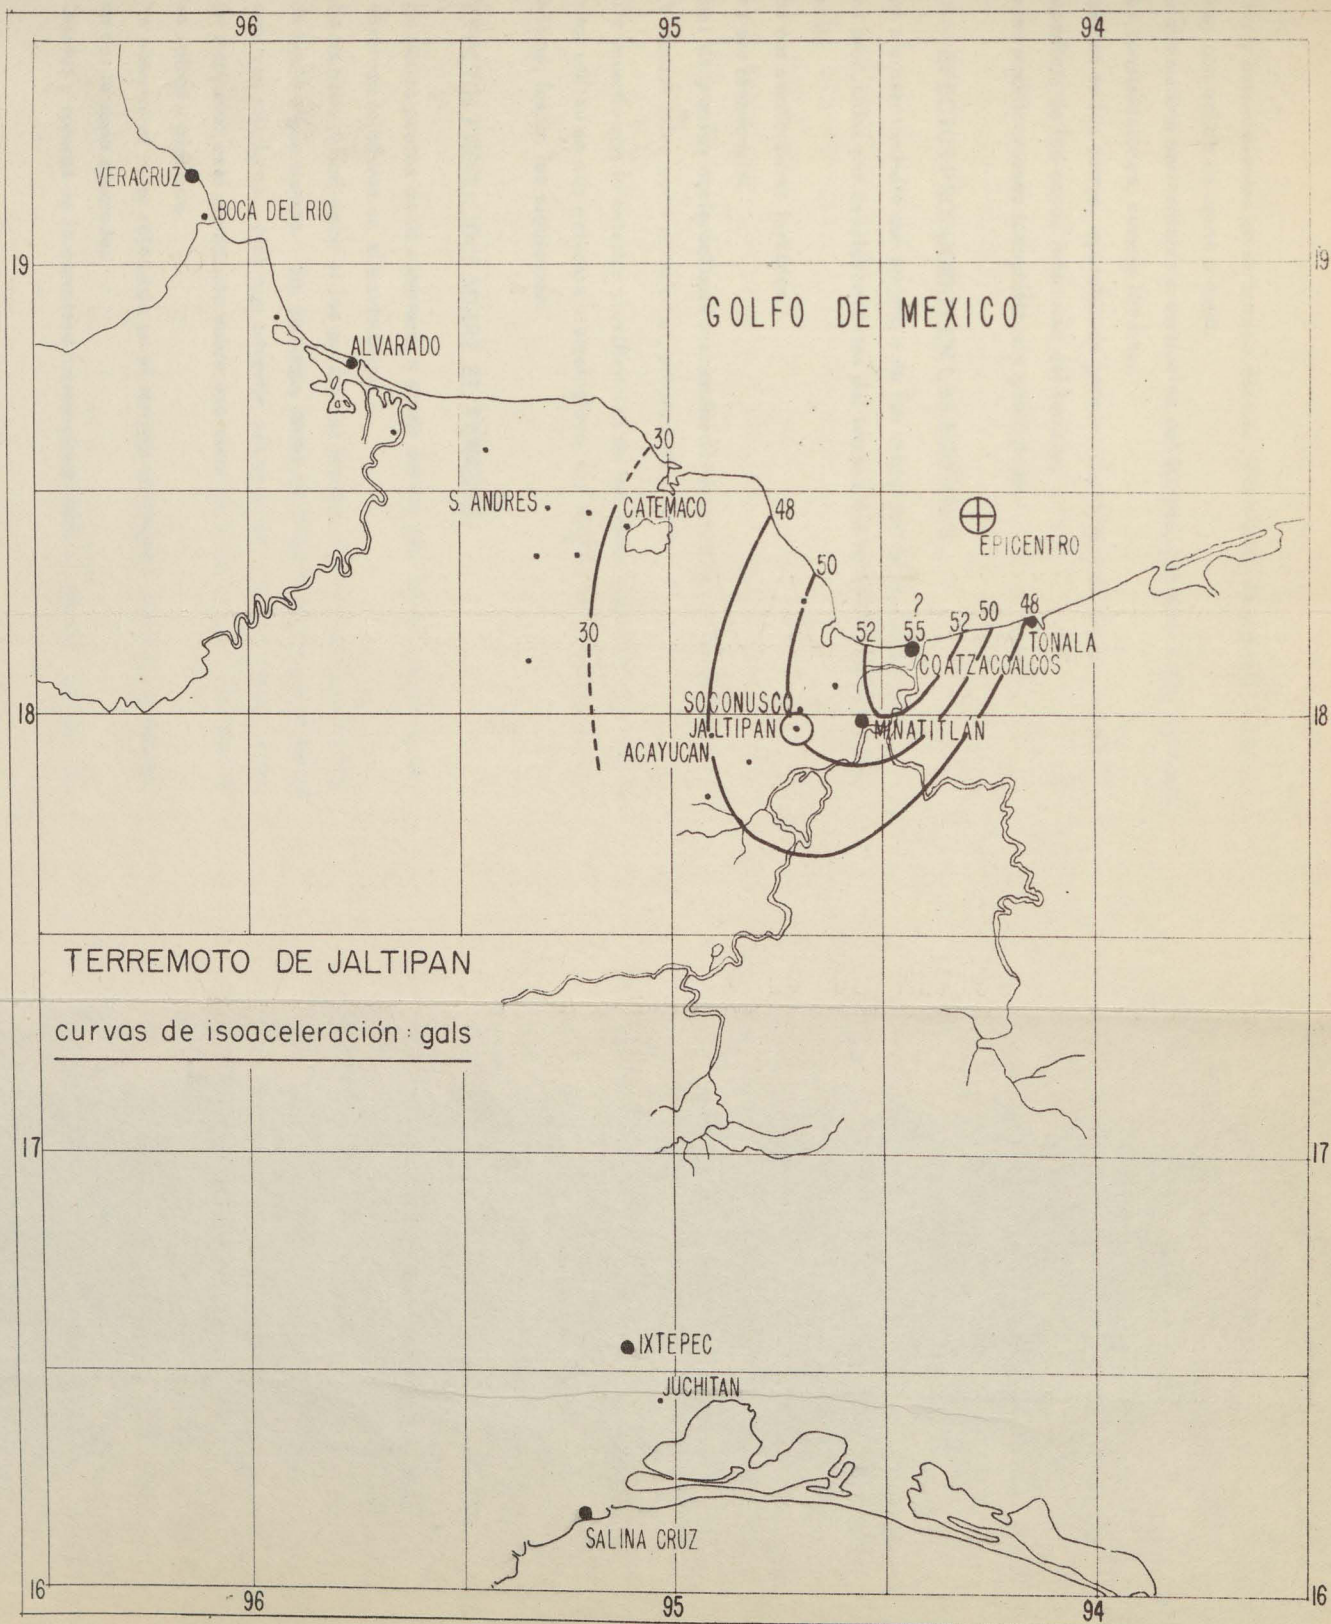 96 95 94
VERACRUZ
BOCA DEL RIO
19 19
GOLFO DE MEXICO
ALVARADO
30
S. ANDRES
CATEMACO
48
EPICENTRO
50
?
48
50
52
30
52
55
TONALA
COATZACOALCOS
SOCONUSCO
18 18
JALTIPAN
MINATITLAN
ACAYUCAN
TERREMOTO DE JALTIPAN
curvas de isoaceleración : gals
17 17
IXTEPEC
JUCHITAN
SALINA CRUZ
16 16
96 95 94